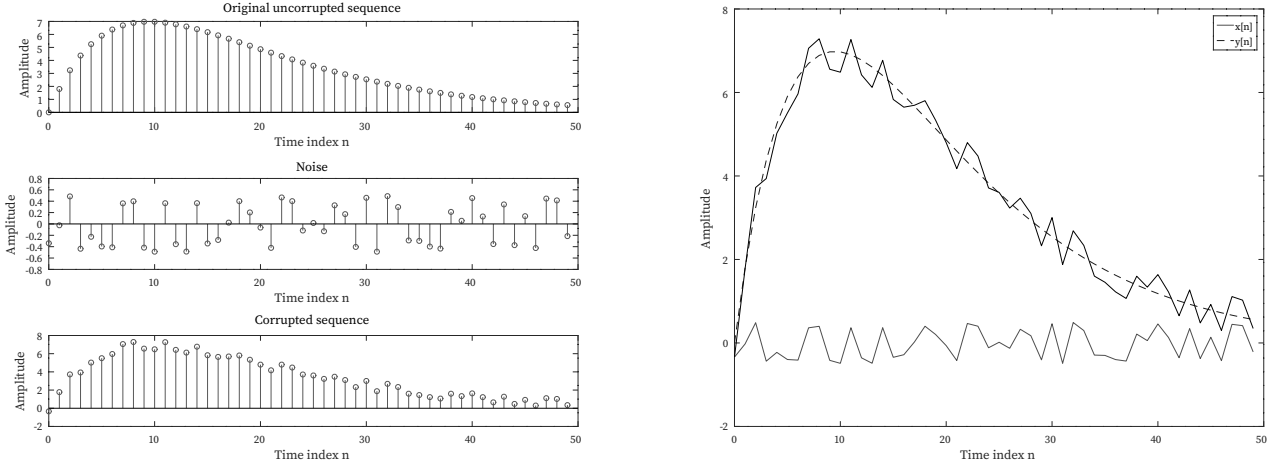 Original uncorrupted sequence
7
6
5
4
3
2
1
0
Amplitude
0 10 20 30 40 50
Time index n
Noise
0.8
0.6
0.4
0.2
0
-0.2
-0.4
-0.6
-0.8
Amplitude
0 10 20 30 40 50
Time index n
Corrupted sequence
8
6
4
2
0
-2
Amplitude
0 10 20 30 40 50
Time index n
8
6
4
2
0
-2
Amplitude
x[n]
y[n]
0 10 20 30 40 50
Time index n